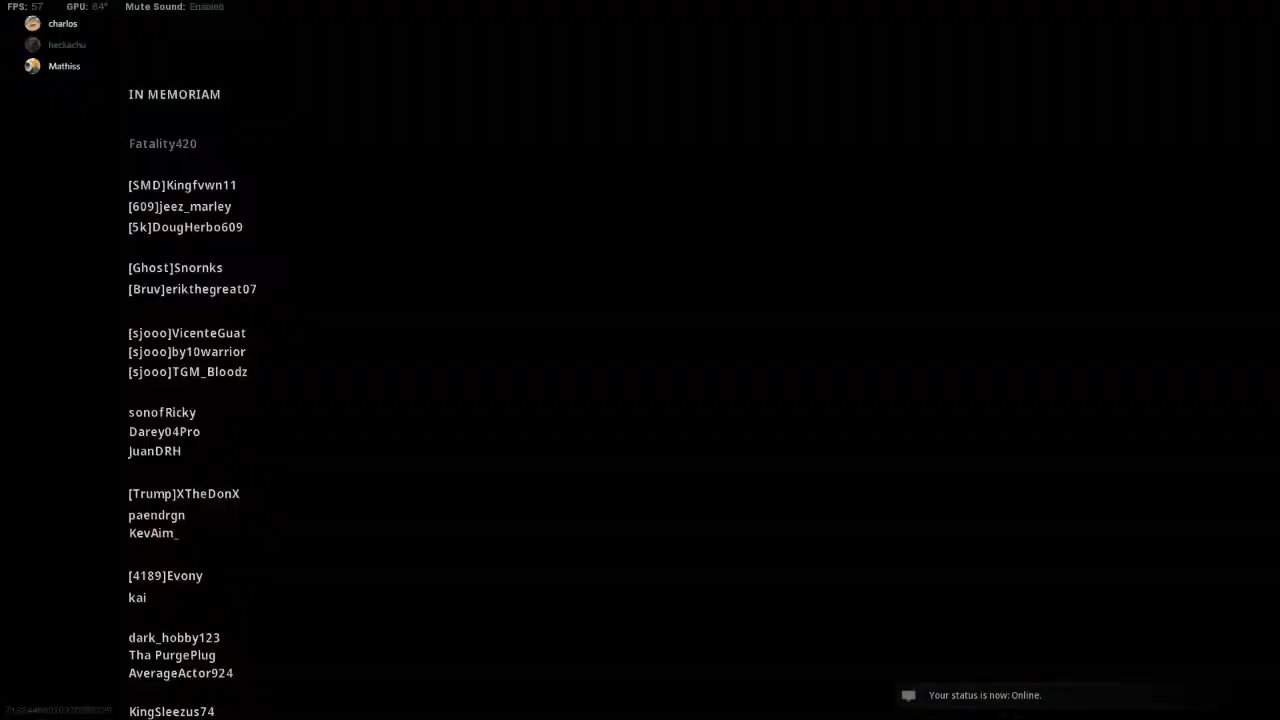 FPS: 57 GPU: 64° Mute Sound: Enabled
charlos
Mathiss
IN MEMORIAM
Fatality420
[SMD]Kingfvwn11
[609]jeez_marley
[5k]DougHerbo609
[Ghost]Snornks
[Bruv]erikthegreat07
[sjooo]VicenteGuat
[sjooo]by10warrior
[sjooo]TGM_Bloodz
sonofRicky
Darey04Pro
JuanDRH
[Trump]XTheDonX
paendrgn
KevAim_
[4189]Evony
kai
dark_hobby123
Tha PurgePlug
AverageActor924
Your status is now: Online.
KingSleezus74